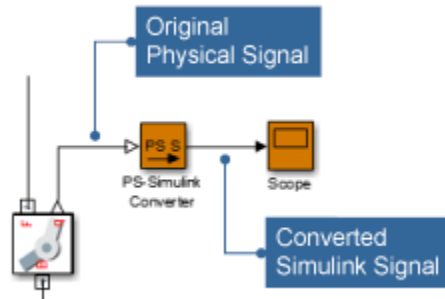 Original
Physical Signal
PS S
PS-Simulink
Converter
Scope
Converted
Simulink Signal